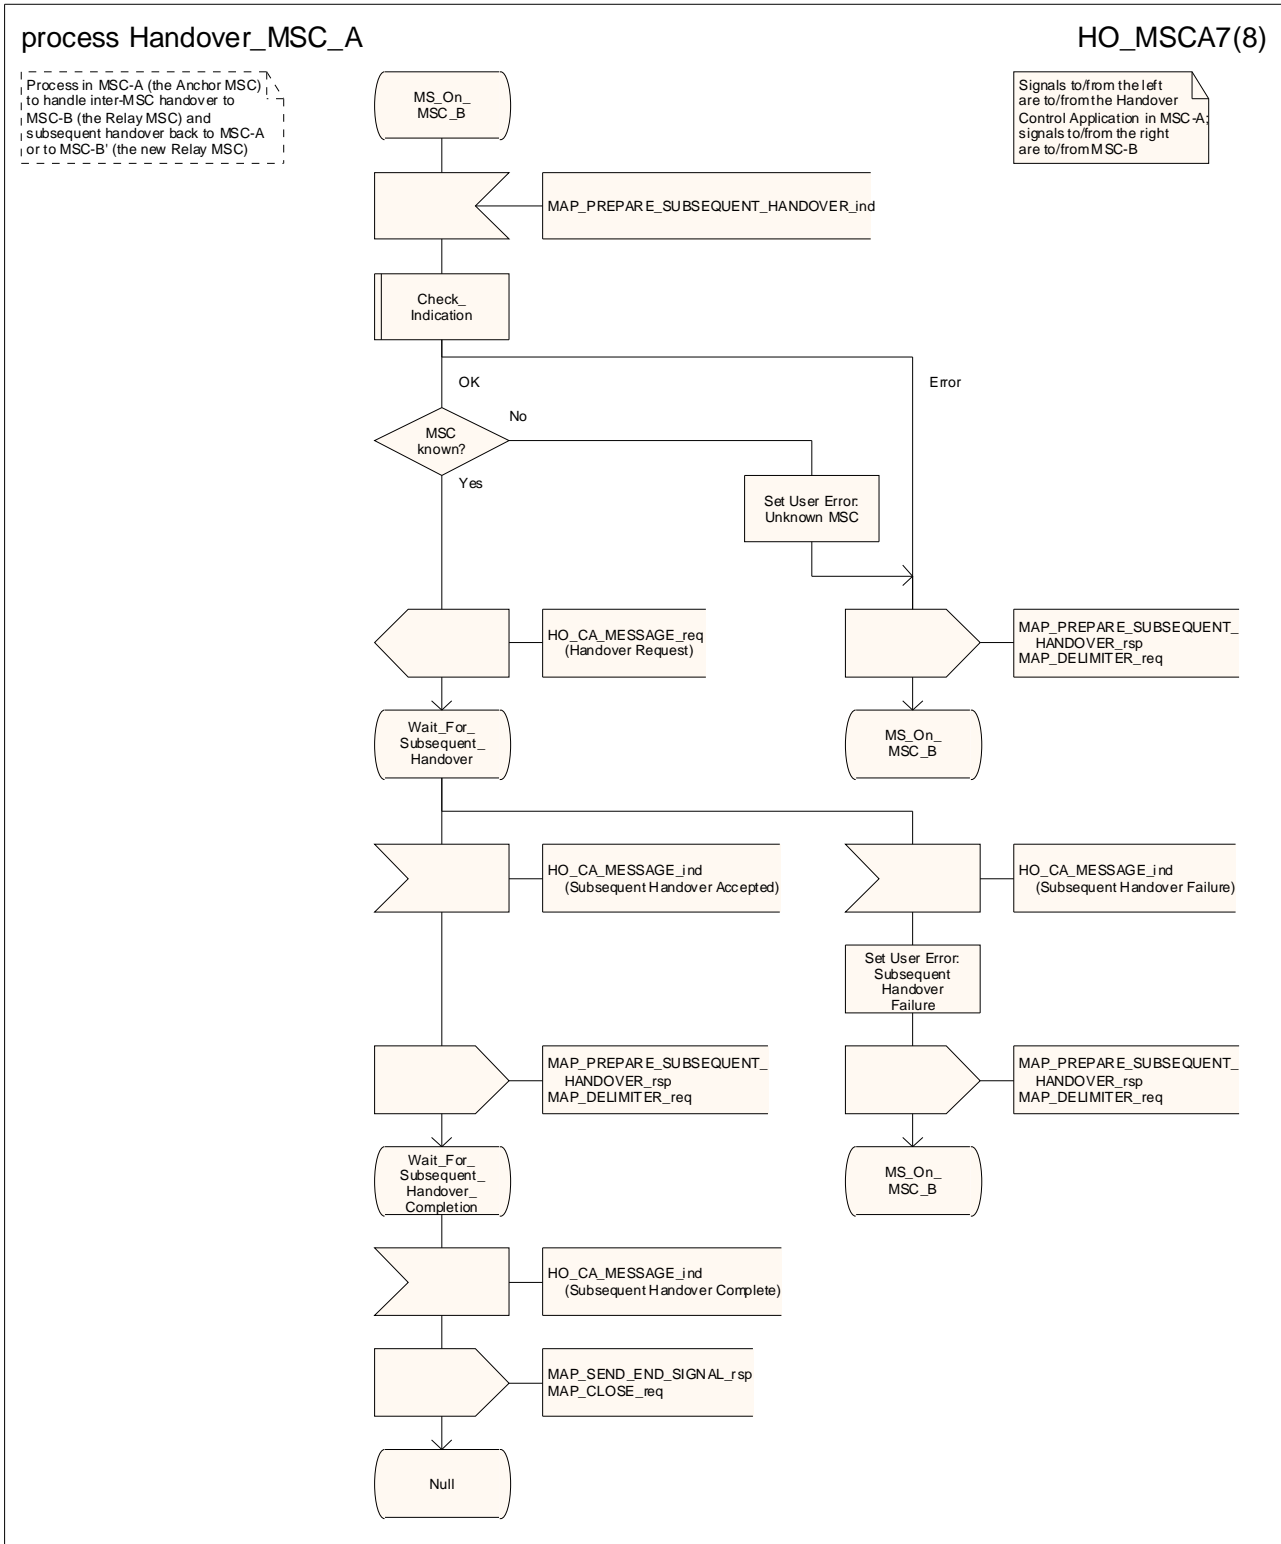 process Handover_MSC_A
HO_MSCA7(8)
Process in MSC-A (the Anchor MSC)
to handle inter-MSC handover to
MSC-B (the Relay MSC) and
subsequent handover back to MSC-A
or to MSC-B' (the new Relay MSC)
Signals to/from the left
are to/from the Handover
Control Application in MSC-A;
signals to/from the right
are to/from MSC-B
MS_On_
MSC_B
MAP_PREPARE_SUBSEQUENT_HANDOVER_ind
Check_
Indication
OK
Error
MSC
known?
No
Yes
Set User Error:
Unknown MSC
HO_CA_MESSAGE_req
(Handover Request)
MAP_PREPARE_SUBSEQUENT_
HANDOVER_rsp
MAP_DELIMITER_req
Wait_For_
Subsequent_
Handover
MS_On_
MSC_B
HO_CA_MESSAGE_ind
(Subsequent Handover Accepted)
HO_CA_MESSAGE_ind
(Subsequent Handover Failure)
Set User Error:
Subsequent
Handover
Failure
MAP_PREPARE_SUBSEQUENT_
HANDOVER_rsp
MAP_DELIMITER_req
MAP_PREPARE_SUBSEQUENT_
HANDOVER_rsp
MAP_DELIMITER_req
Wait_For_
Subsequent_
Handover_
Completion
MS_On_
MSC_B
HO_CA_MESSAGE_ind
(Subsequent Handover Complete)
MAP_SEND_END_SIGNAL_rsp
MAP_CLOSE_req
Null